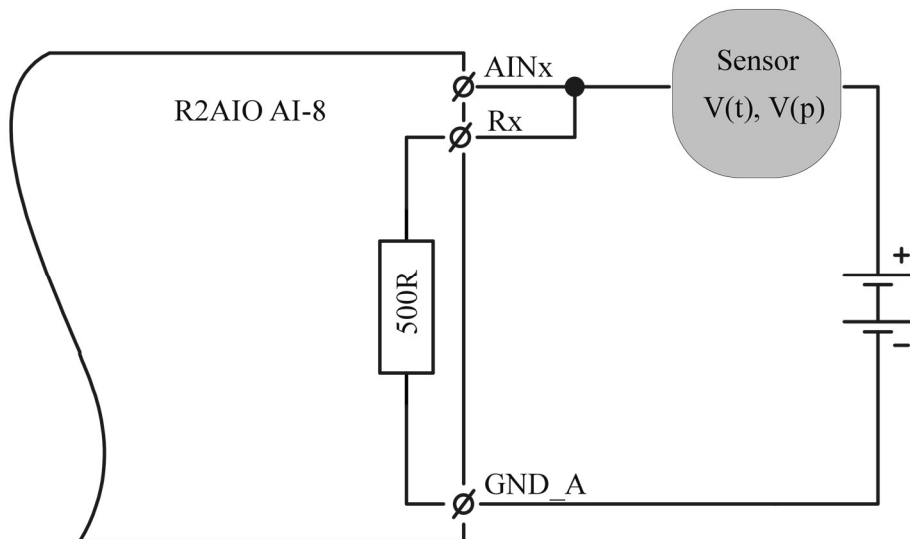 AINx
R2AIO AI-8
Rx
Sensor
V(t), V(p)
+
500R
−
GND_A